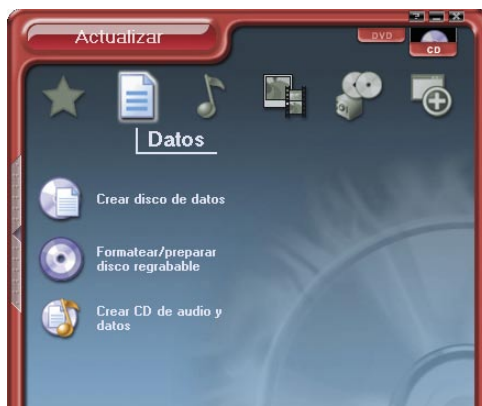 Actualizar
DVD
CD
Datos
Crear disco de datos
Formatear/preparar
disco regrabable
Crear CD de audio y
datos